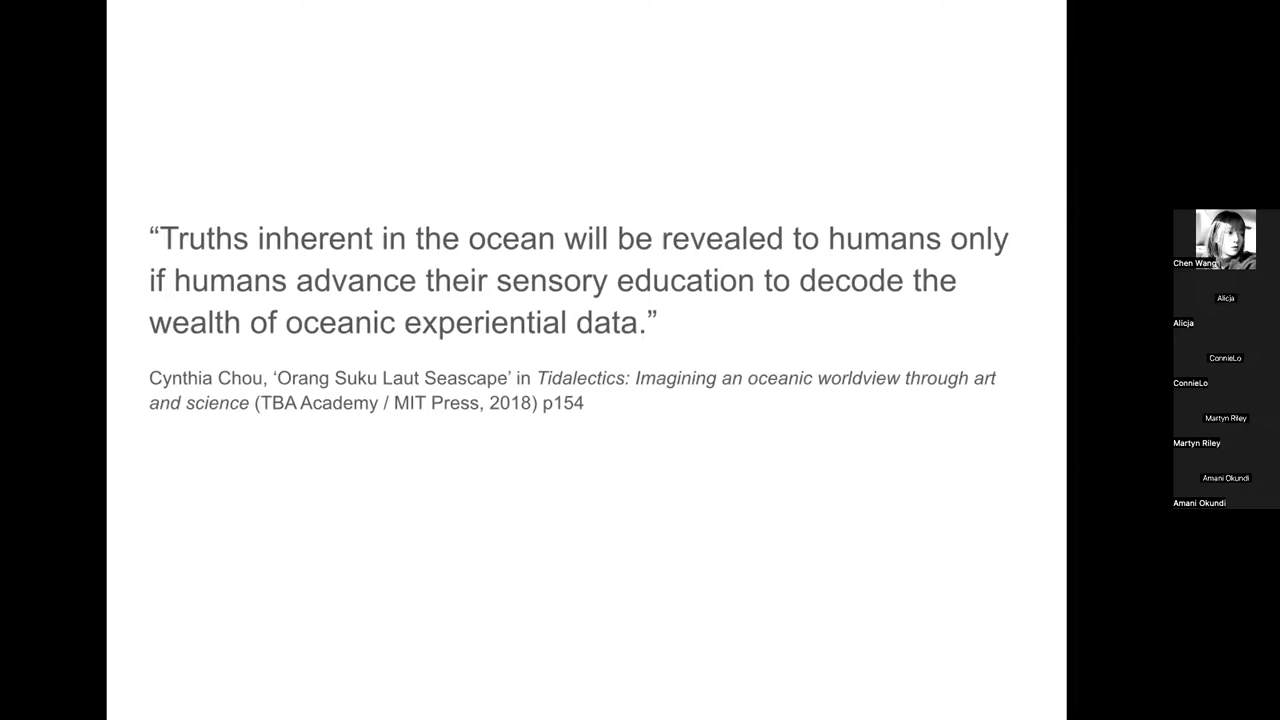 “Truths inherent in the ocean will be revealed to humans only
if humans advance their sensory education to decode the
wealth of oceanic experiential data.”
Cynthia Chou, ‘Orang Suku Laut Seascape’ in Tidalectics: Imagining an oceanic worldview through art
and science (TBA Academy / MIT Press, 2018) p154
Chen Wang
Alicja
Alicja
ConnieLo
ConnieLo
Martyn Riley
Martyn Riley
Amani Okundi
Amani Okundi